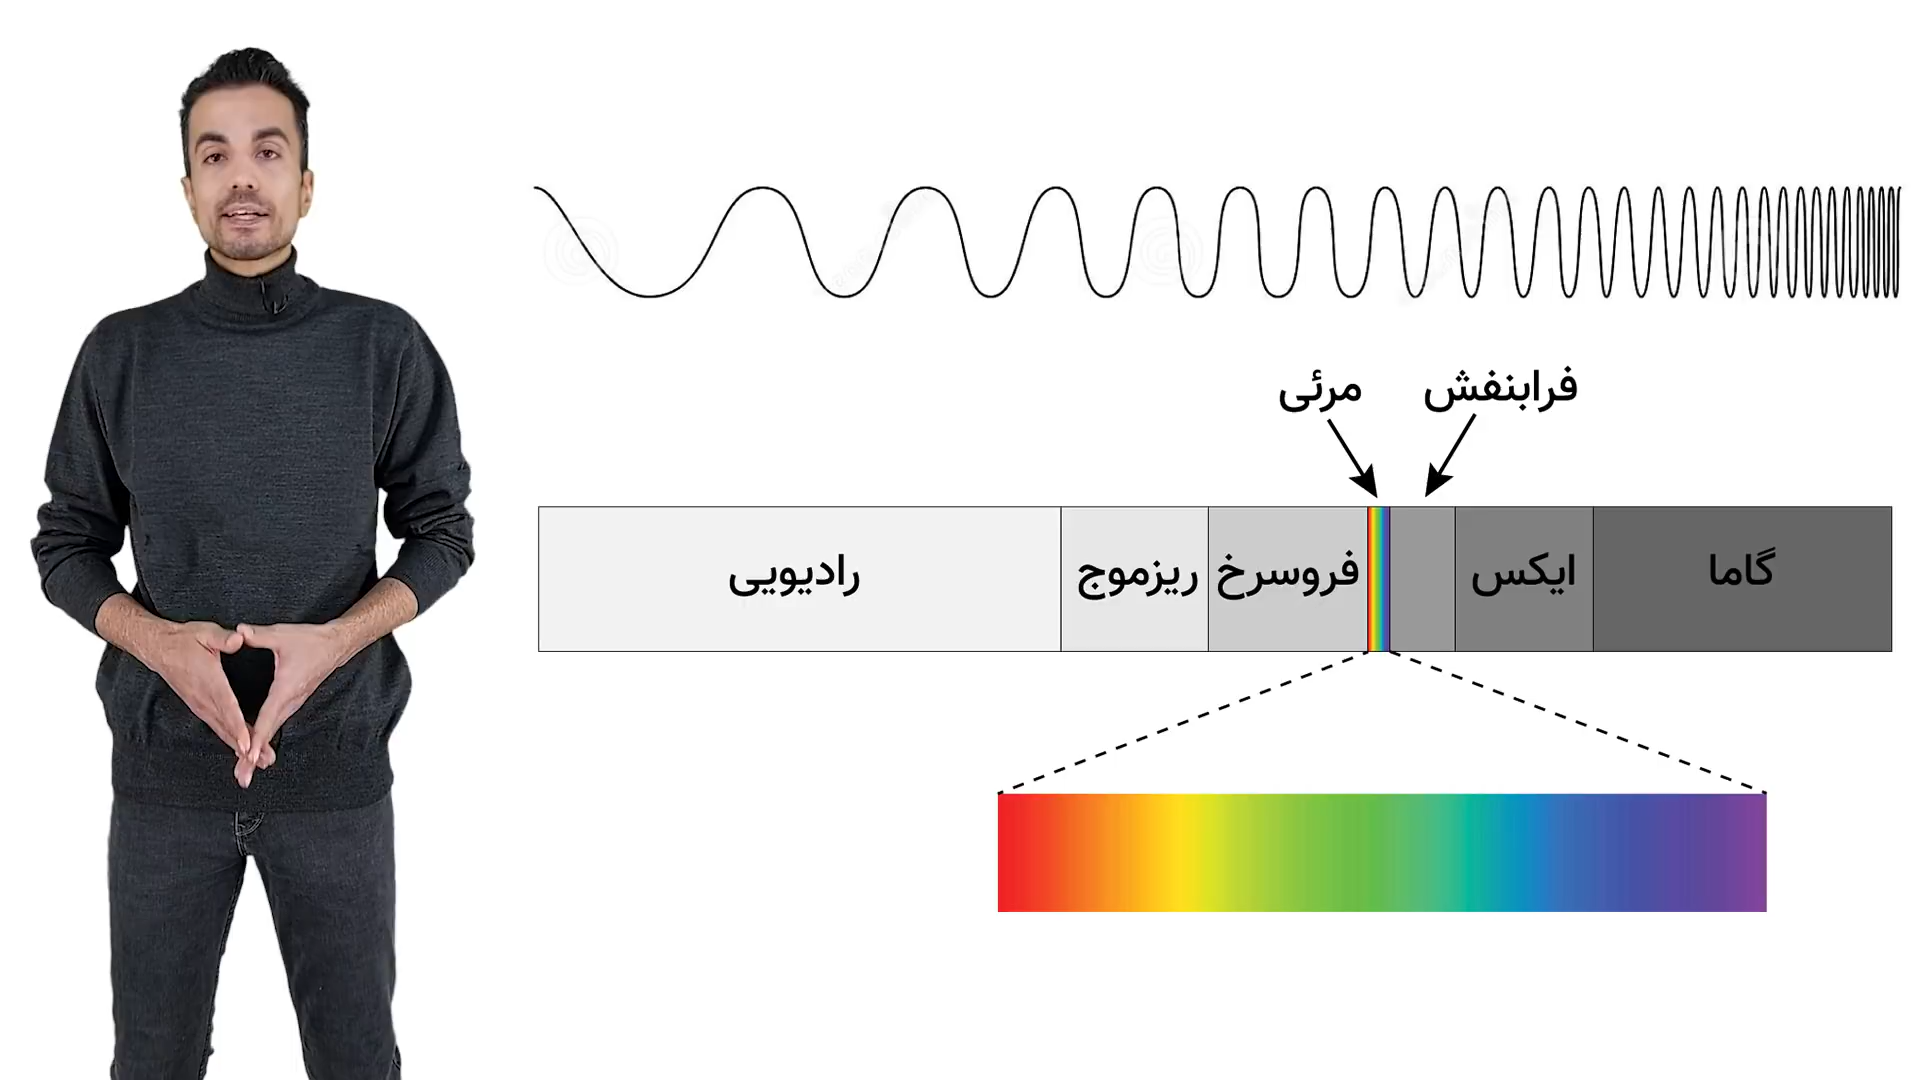 مرئی
فرابنفش
رادیویی
ریزموج
فروسرخ
ایکس
گاما